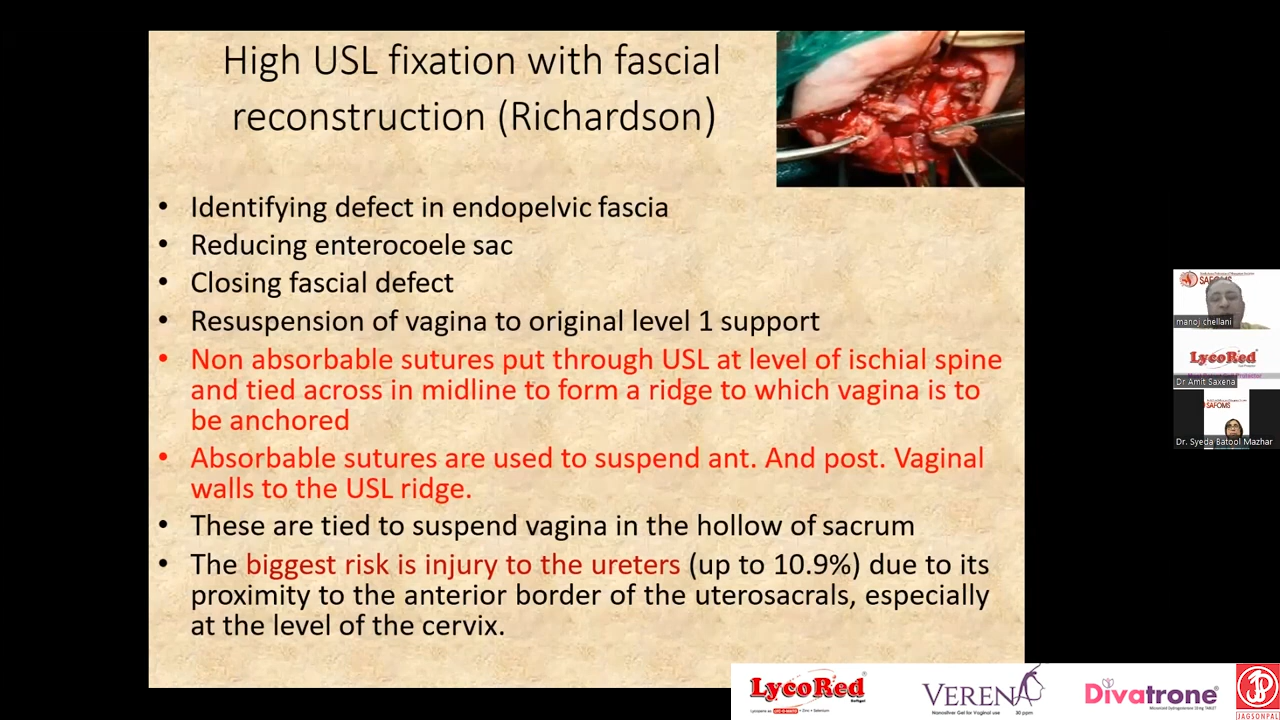 High USL fixation with fascial
reconstruction (Richardson)
• Identifying defect in endopelvic fascia
• Reducing enterocoele sac
• Closing fascial defect
• Resuspension of vagina to original level 1 support
• Non absorbable sutures put through USL at level of ischial spine
and tied across in midline to form a ridge to which vagina is to
be anchored
• Absorbable sutures are used to suspend ant. And post. Vaginal
walls to the USL ridge.
• These are tied to suspend vagina in the hollow of sacrum
• The biggest risk is injury to the ureters (up to 10.9%) due to its
proximity to the anterior border of the uterosacrals, especially
at the level of the cervix.
SAFOMS
manoj chellani
LycoRed
Dr Amit Saxena
SAFOMS
Dr. Syeda Batool Mazhar
LycoRed
VERENA
30 ppm
Divatrone
JAGSONPAL